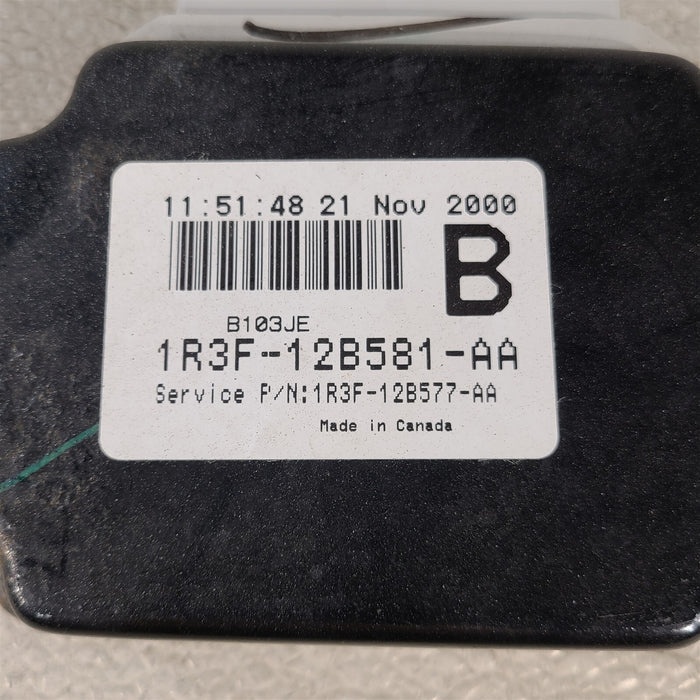 11:51:48 21 Nov 2000
B
B103JE
1R3F-12B581-AA
Service P/N:1R3F-12B577-AA
Made in Canada